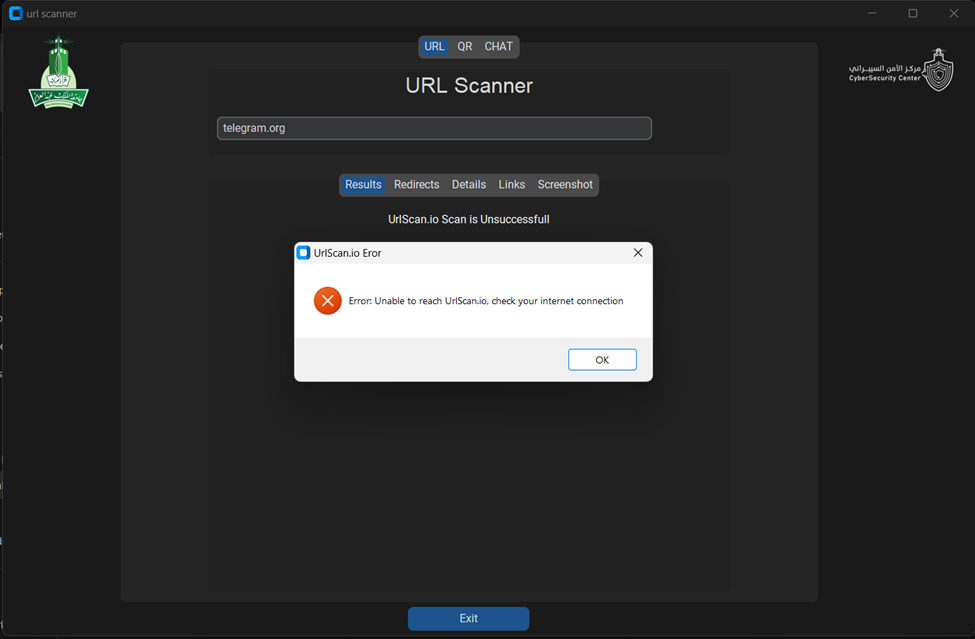 url scanner
URL QR CHAT
مركز الأمن السيبراني
CyberSecurity Center
URL Scanner
telegram.org
Results Redirects Details Links Screenshot
UrlScan.io Scan is Unsuccessfull
UrlScan.io Eror
Error: Unable to reach UrlScan.io, check your internet connection
OK
Exit